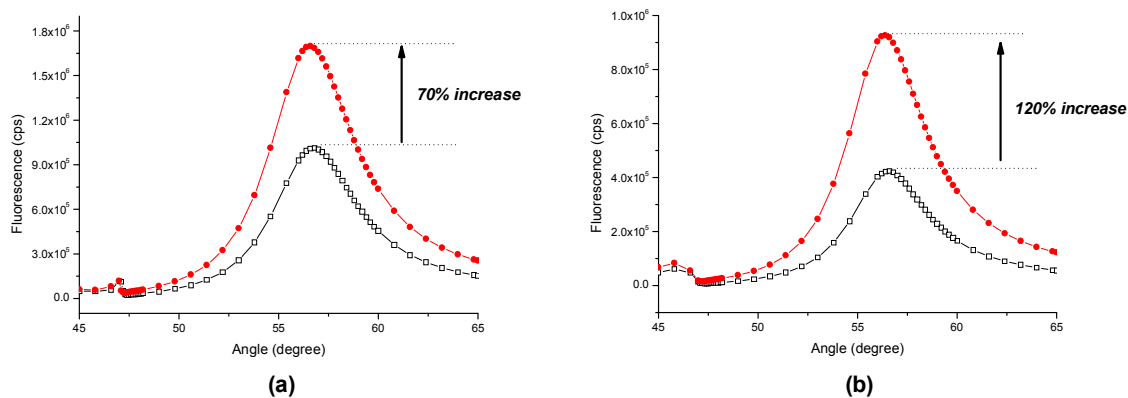 1.8x10⁶
1.5x10⁶
1.2x10⁶
9.0x10⁵
6.0x10⁵
3.0x10⁵
0.0
Fluorescence (cps)
70% increase
45 50 55 60 65
Angle (degree)
(a)
1.0x10⁶
8.0x10⁵
6.0x10⁵
4.0x10⁵
2.0x10⁵
0.0
Fluorescence (cps)
120% increase
45 50 55 60 65
Angle (degree)
(b)